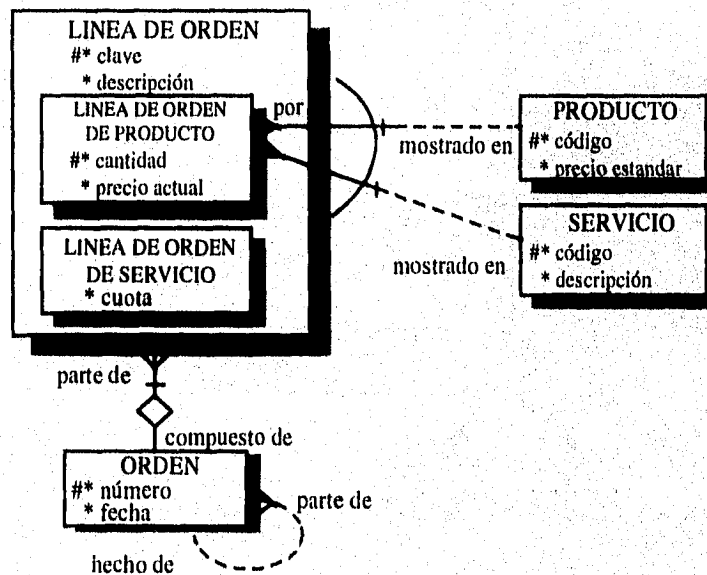 LINEA DE ORDEN
#* clave
* descripción
LINEA DE ORDEN
DE PRODUCTO
#* cantidad
* precio actual
LINEA DE ORDEN
DE SERVICIO
* cuota
por
mostrado en
PRODUCTO
#* código
* precio estandar
mostrado en
SERVICIO
#* código
* descripción
parte de
compuesto de
ORDEN
#* número
* fecha
parte de
hecho de